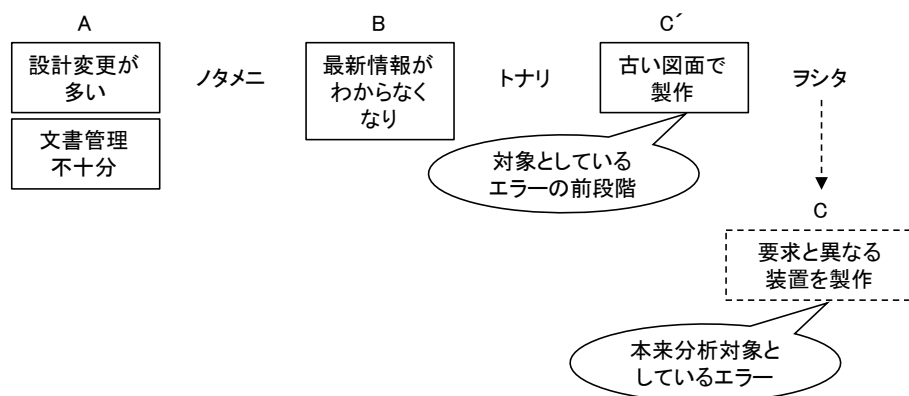 A
B
C´
設計変更が
多い
ノタメニ
最新情報が
わからなく
なり
トナリ
古い図面で
製作
ヲシタ
文書管理
不十分
対象としている
エラーの前段階
C
要求と異なる
装置を製作
本来分析対象と
しているエラー